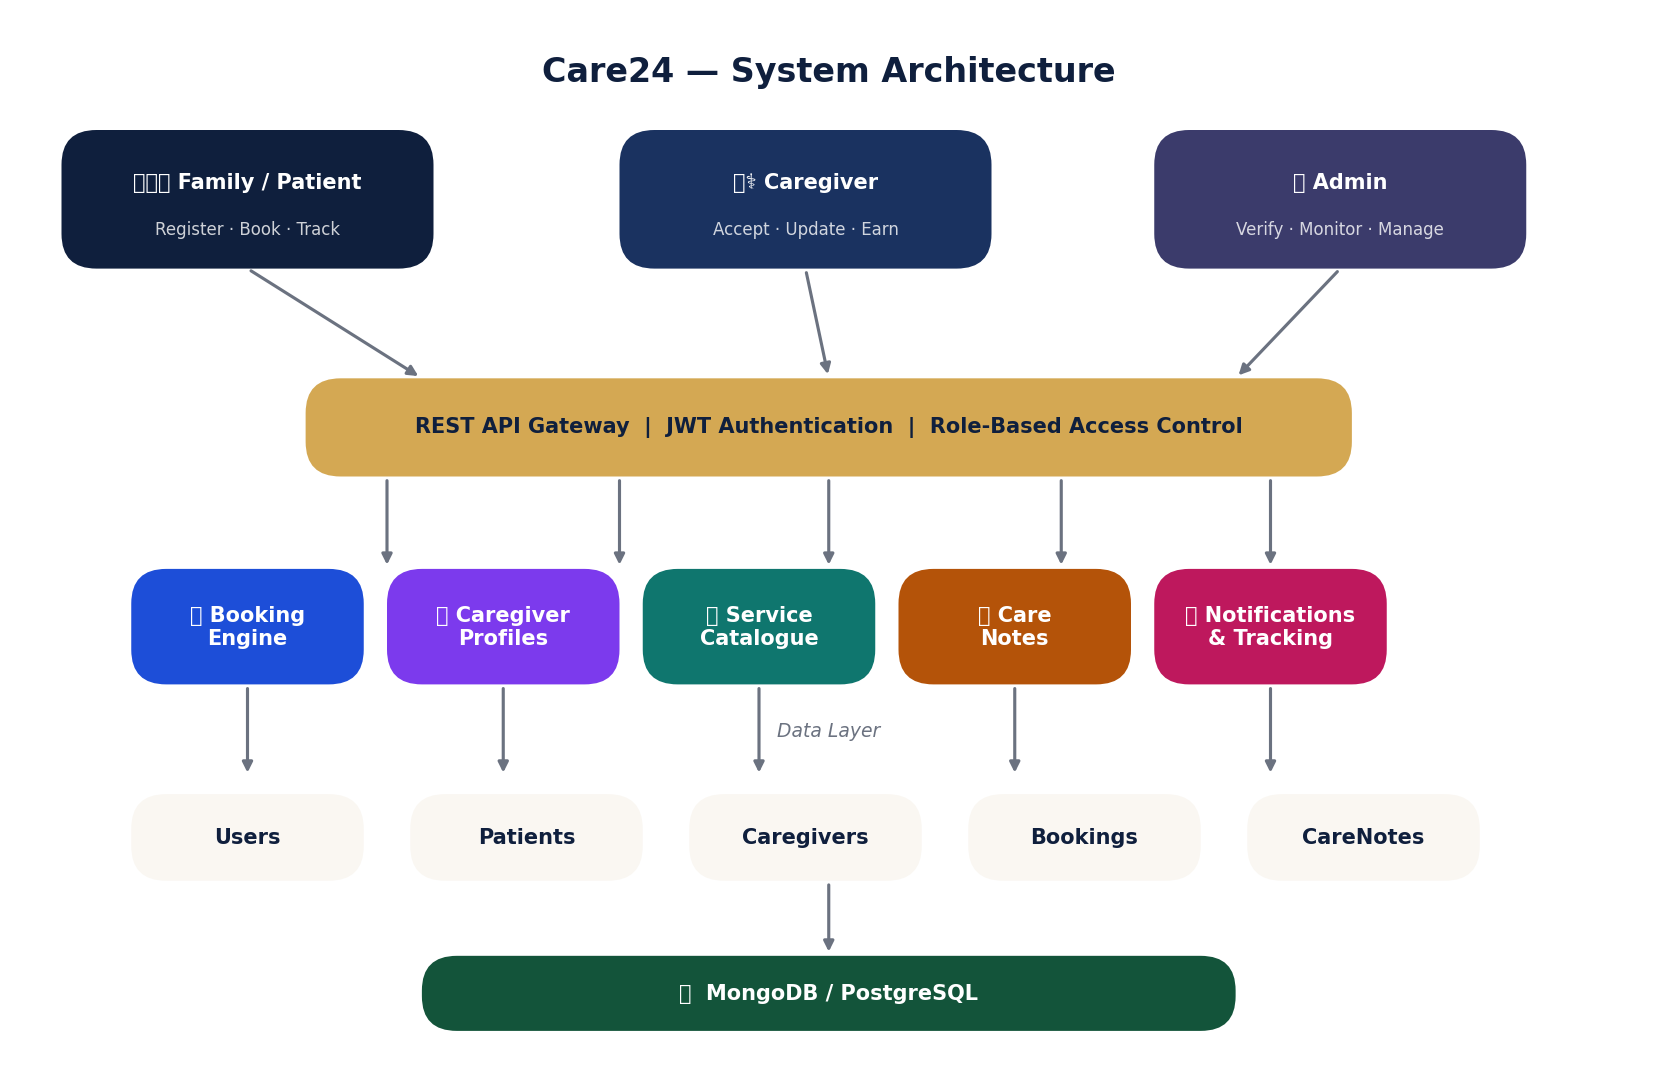 Care24 — System Architecture
Family / Patient
Register · Book · Track
⚕ Caregiver
Accept · Update · Earn
Admin
Verify · Monitor · Manage
REST API Gateway | JWT Authentication | Role-Based Access Control
Booking
Engine
Caregiver
Profiles
Service
Catalogue
Care
Notes
Notifications
& Tracking
Data Layer
Users
Patients
Caregivers
Bookings
CareNotes
MongoDB / PostgreSQL